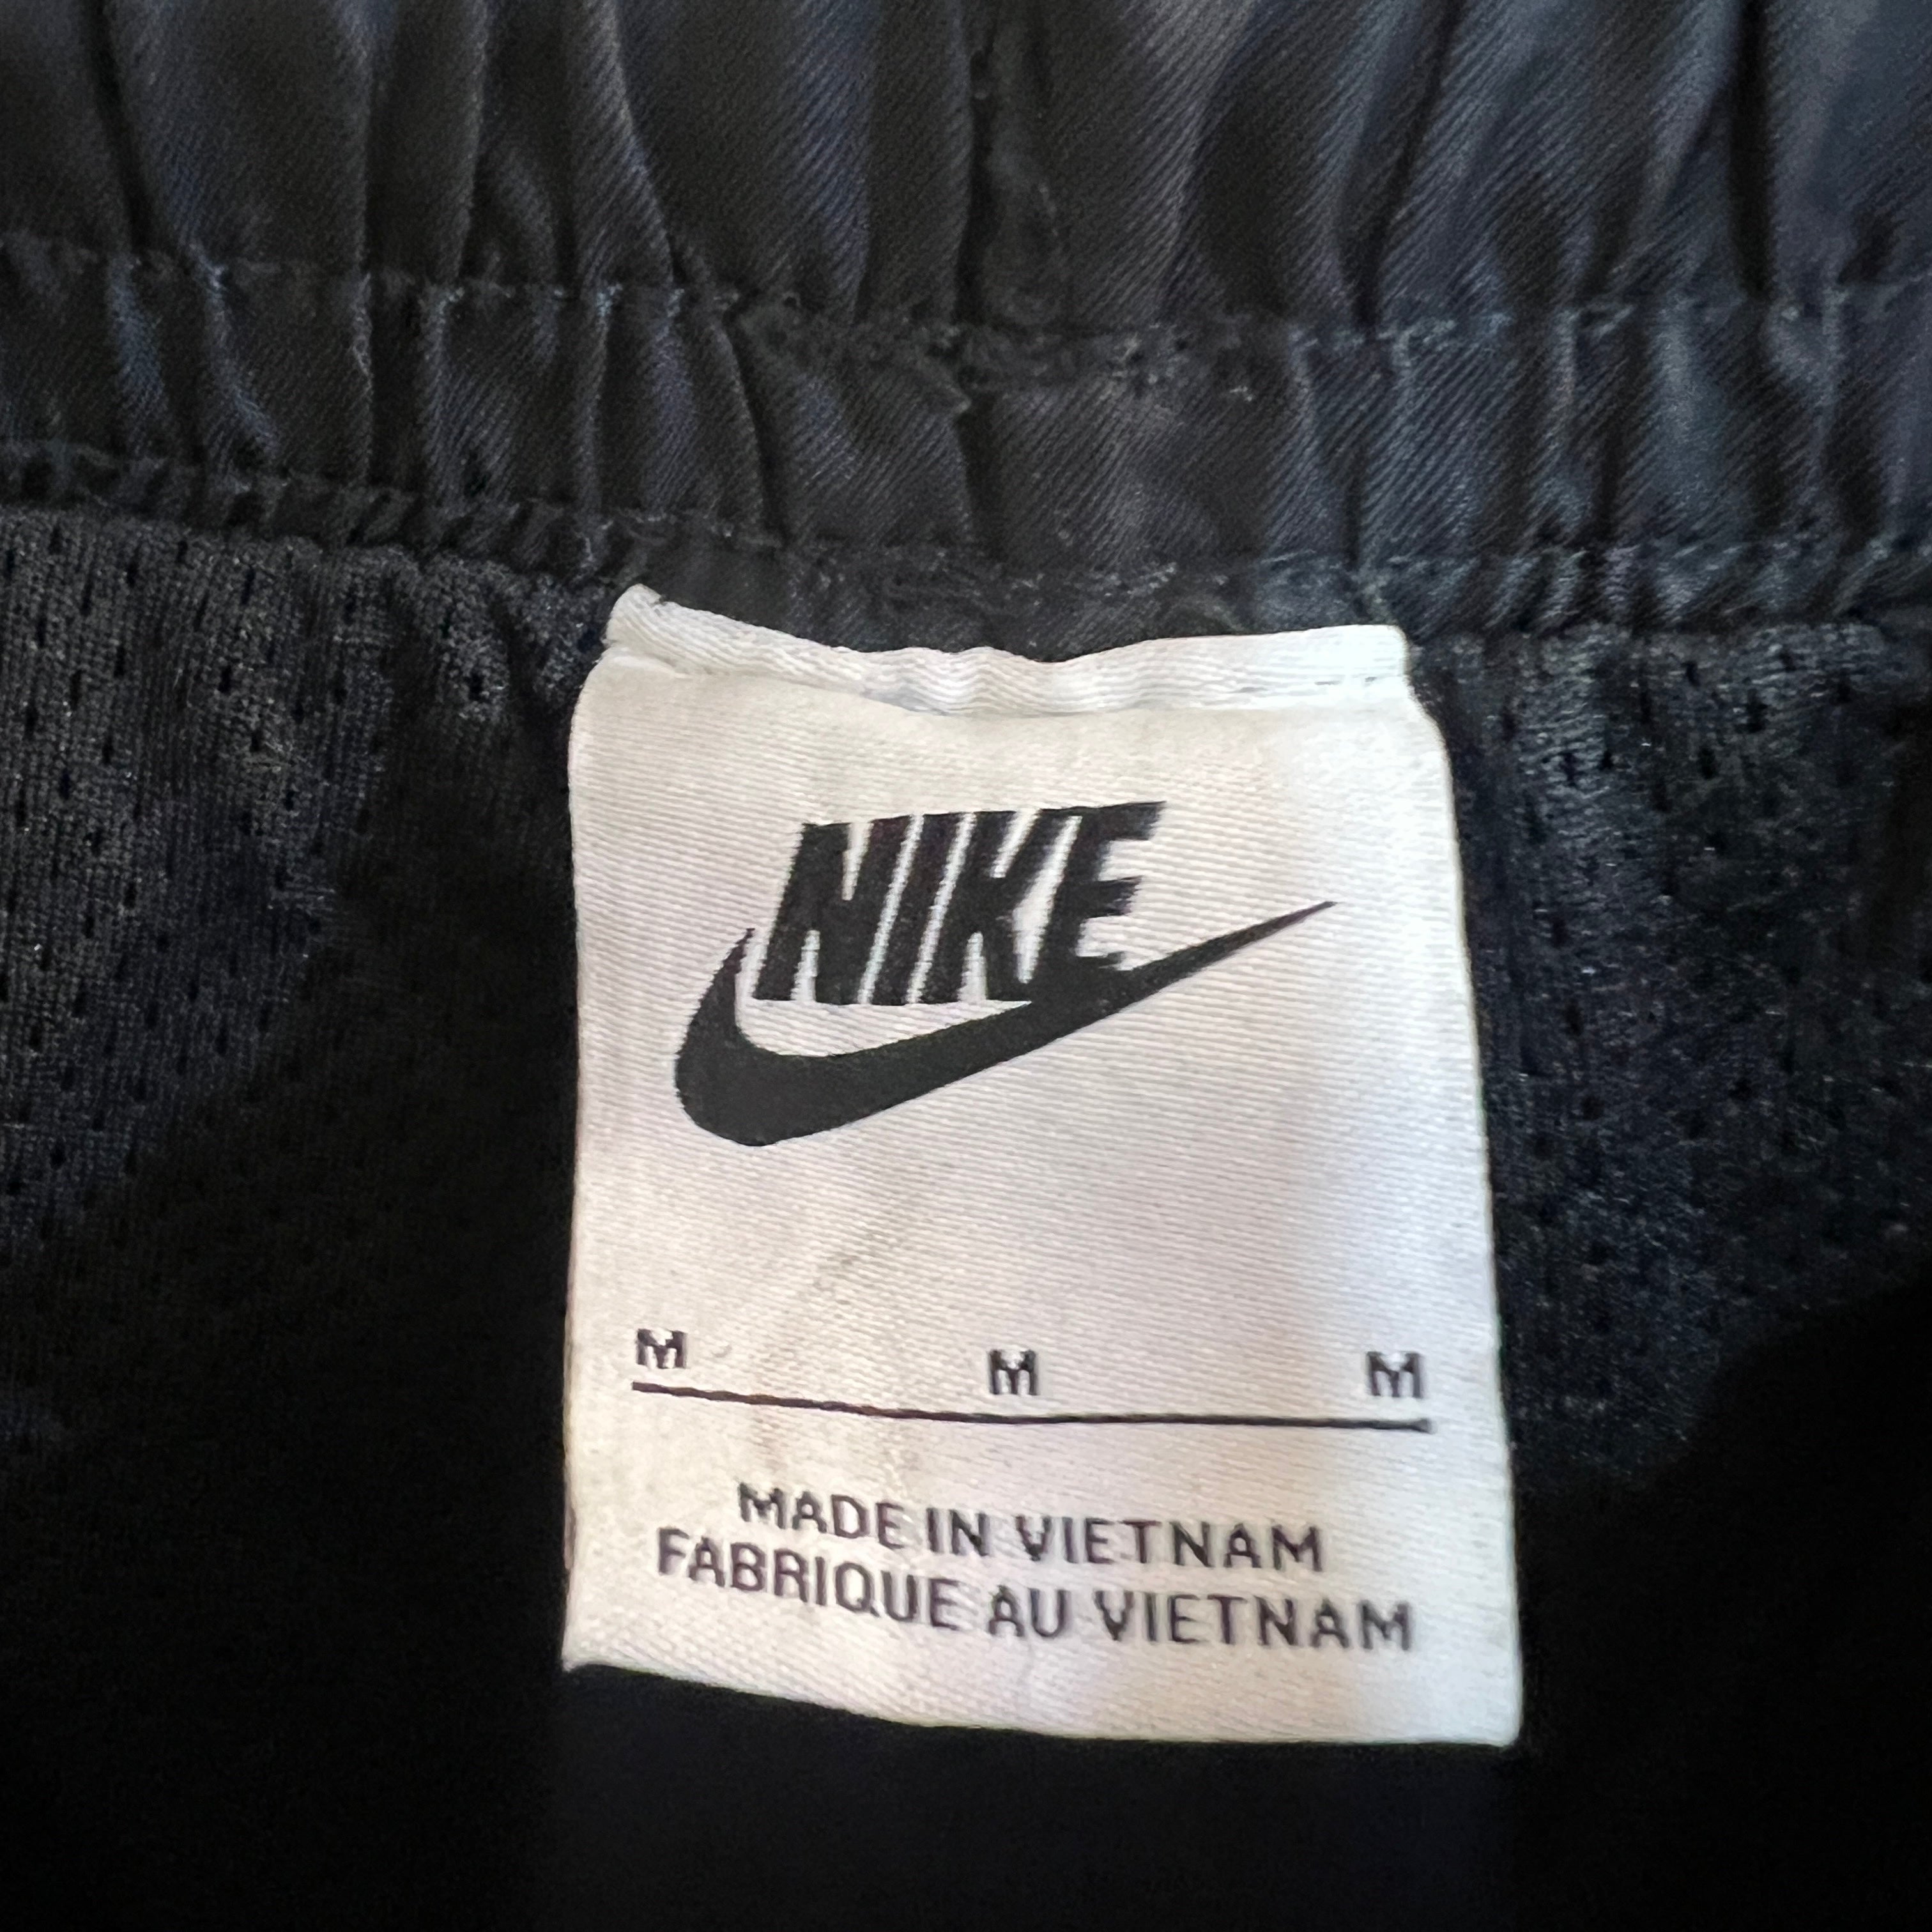 NIKE
M M M
MADE IN VIETNAM
FABRIQUE AU VIETNAM